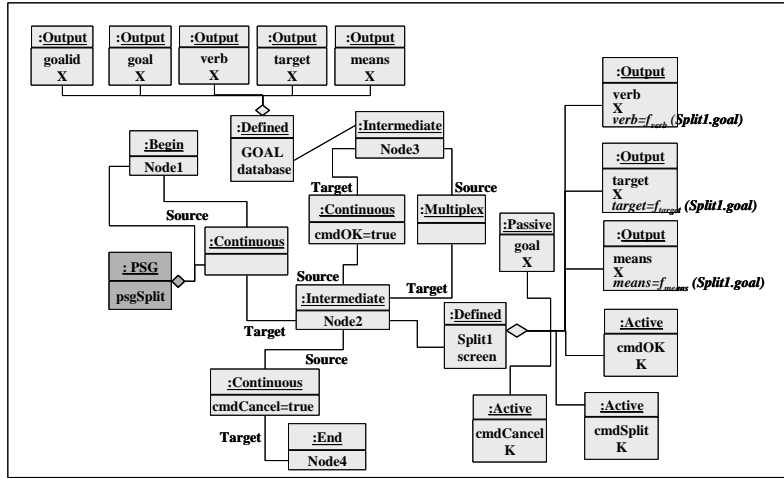 :Output
goalid
X
:Output
goal
X
:Output
verb
X
:Output
target
X
:Output
means
X
:Defined
GOAL
database
:Intermediate
Node3
:Begin
Node1
Source
:Continuous
:PSG
psgSplit
Target
Target
:Continuous
cmdOK=true
Source
Source
:Multiplex
Target
:Intermediate
Node2
Source
:Continuous
cmdCancel=true
Target
:End
Node4
:Passive
goal
X
:Defined
Split1
screen
:Output
verb
X
verb=f_verb (Split1.goal)
:Output
target
X
target=f_target (Split1.goal)
:Output
means
X
means=f_means (Split1.goal)
:Active
cmdOK
K
:Active
cmdCancel
K
:Active
cmdSplit
K